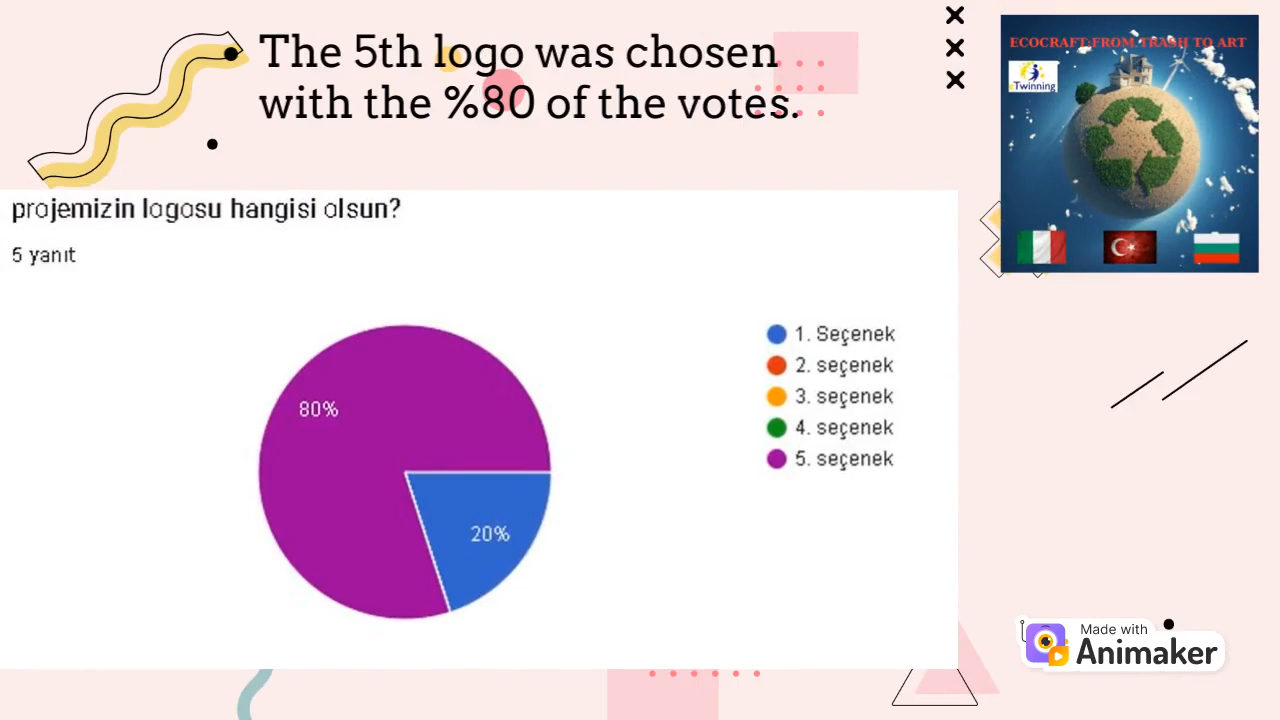 The 5th logo was chosen
with the %80 of the votes.
ECOCRAFT:FROM TRASH TO ART
eTwinning
projemizin logosu hangisi olsun?
5 yanıt
80%
20%
1. Seçenek
2. seçenek
3. seçenek
4. seçenek
5. seçenek
Made with
Animaker